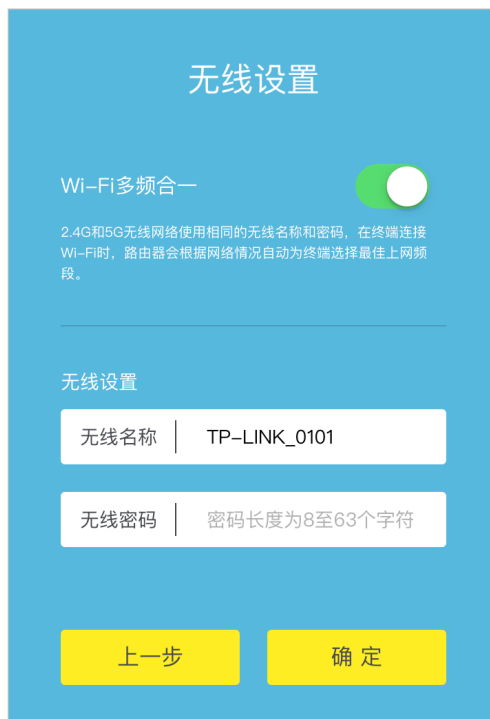 无线设置
Wi-Fi多频合一
2.4G和5G无线网络使用相同的无线名称和密码，在终端连接
Wi-Fi时，路由器会根据网络情况自动为终端选择最佳上网频
段。
无线设置
无线名称 TP-LINK_0101
无线密码 密码长度为8至63个字符
上一步 确 定